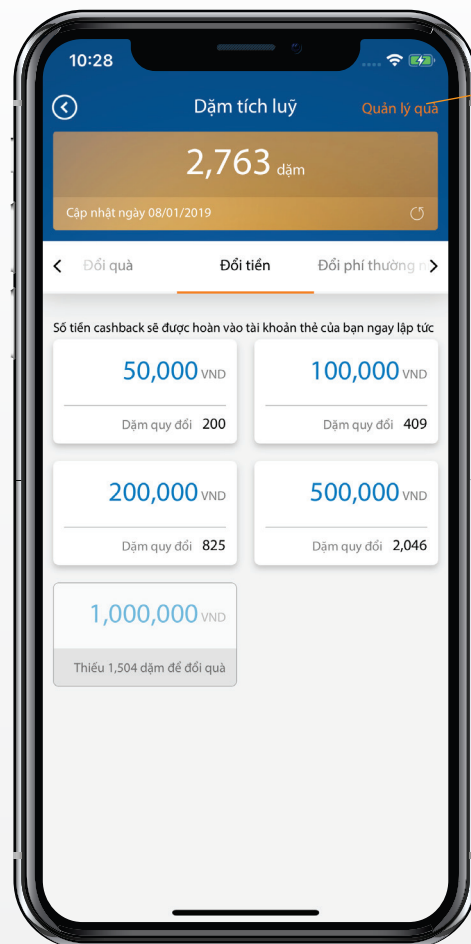 10:28
Dặm tích luỹ
Quản lý quà
2,763 dặm
Cập nhật ngày 08/01/2019
Đổi quà
Đổi tiền
Đổi phí thường n
Số tiền cashback sẽ được hoàn vào tài khoản thẻ của bạn ngay lập tức
50,000 VND
Dặm quy đổi 200
100,000 VND
Dặm quy đổi 409
200,000 VND
Dặm quy đổi 825
500,000 VND
Dặm quy đổi 2,046
1,000,000 VND
Thiếu 1,504 dặm để đổi quà